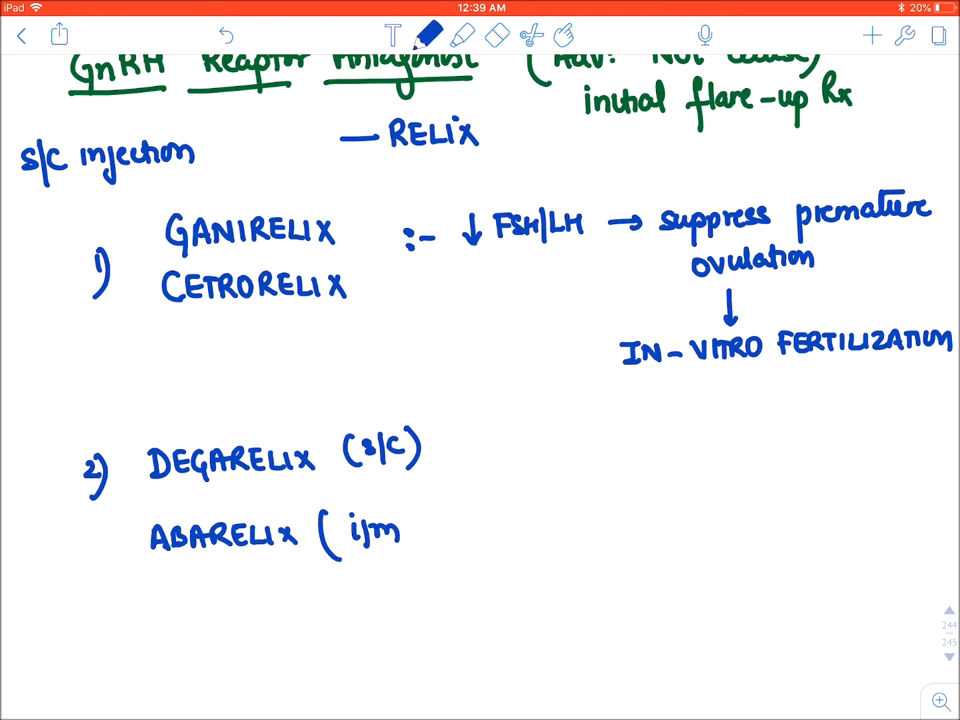 iPad 12:39 AM 20%
T
GnRH Reaptor Antagonist (Adv: Not cause)
initial flare-up Rx
— RELIX
S/C injection
1) GANIRELIX :- ↓ FSH/LH → suppress premature
CETRORELIX ovulation
↓
IN-VITRO FERTILIZATION
2) DEGARELIX (S/C)
ABARELIX (i/m
244
245